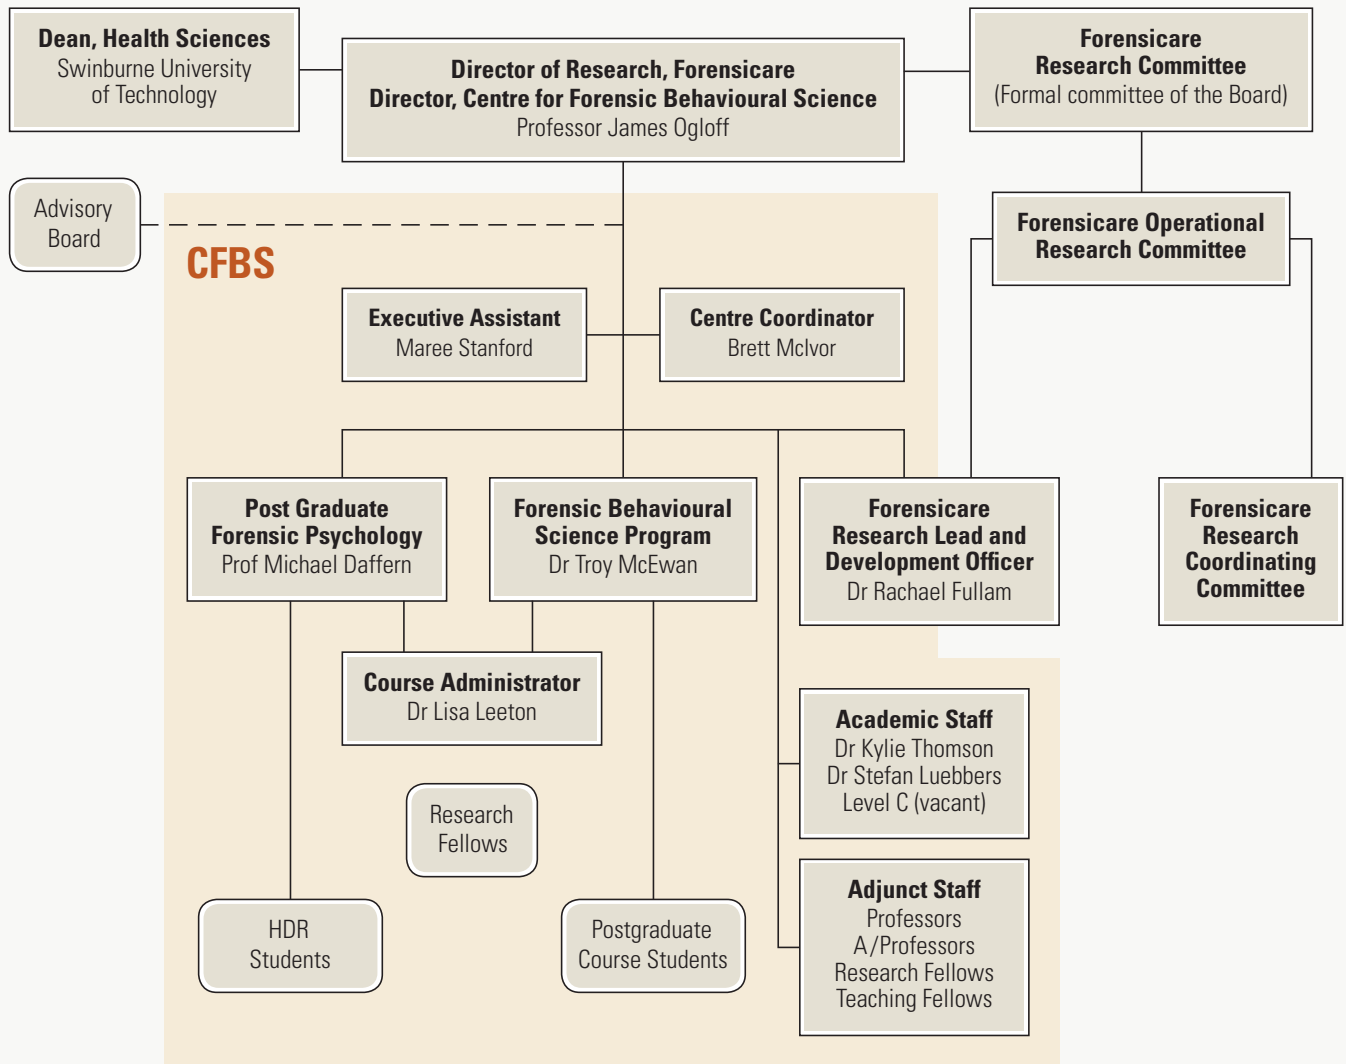 Dean, Health Sciences
Swinburne University
of Technology
Director of Research, Forensicare
Director, Centre for Forensic Behavioural Science
Professor James Ogloff
Forensicare
Research Committee
(Formal committee of the Board)
Advisory
Board
Forensicare Operational
Research Committee
CFBS
Executive Assistant
Maree Stanford
Centre Coordinator
Brett McIvor
Post Graduate
Forensic Psychology
Prof Michael Daffern
Forensic Behavioural
Science Program
Dr Troy McEwan
Forensicare
Research Lead and
Development Officer
Dr Rachael Fullam
Forensicare
Research
Coordinating
Committee
Course Administrator
Dr Lisa Leeton
Academic Staff
Dr Kylie Thomson
Dr Stefan Luebbers
Level C (vacant)
Research
Fellows
Adjunct Staff
Professors
A/Professors
Research Fellows
Teaching Fellows
HDR
Students
Postgraduate
Course Students